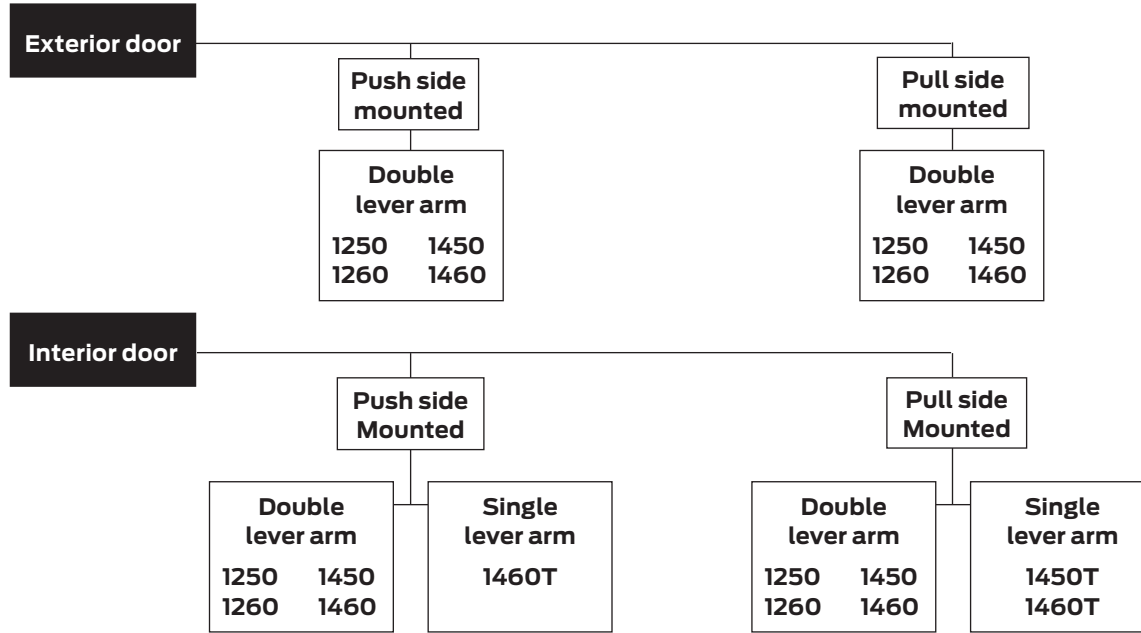 Exterior door
Push side
mounted
Pull side
mounted
Double
lever arm
1250 1450
1260 1460
Double
lever arm
1250 1450
1260 1460
Interior door
Push side
Mounted
Pull side
Mounted
Double
lever arm
1250 1450
1260 1460
Single
lever arm
1460T
Double
lever arm
1250 1450
1260 1460
Single
lever arm
1450T
1460T